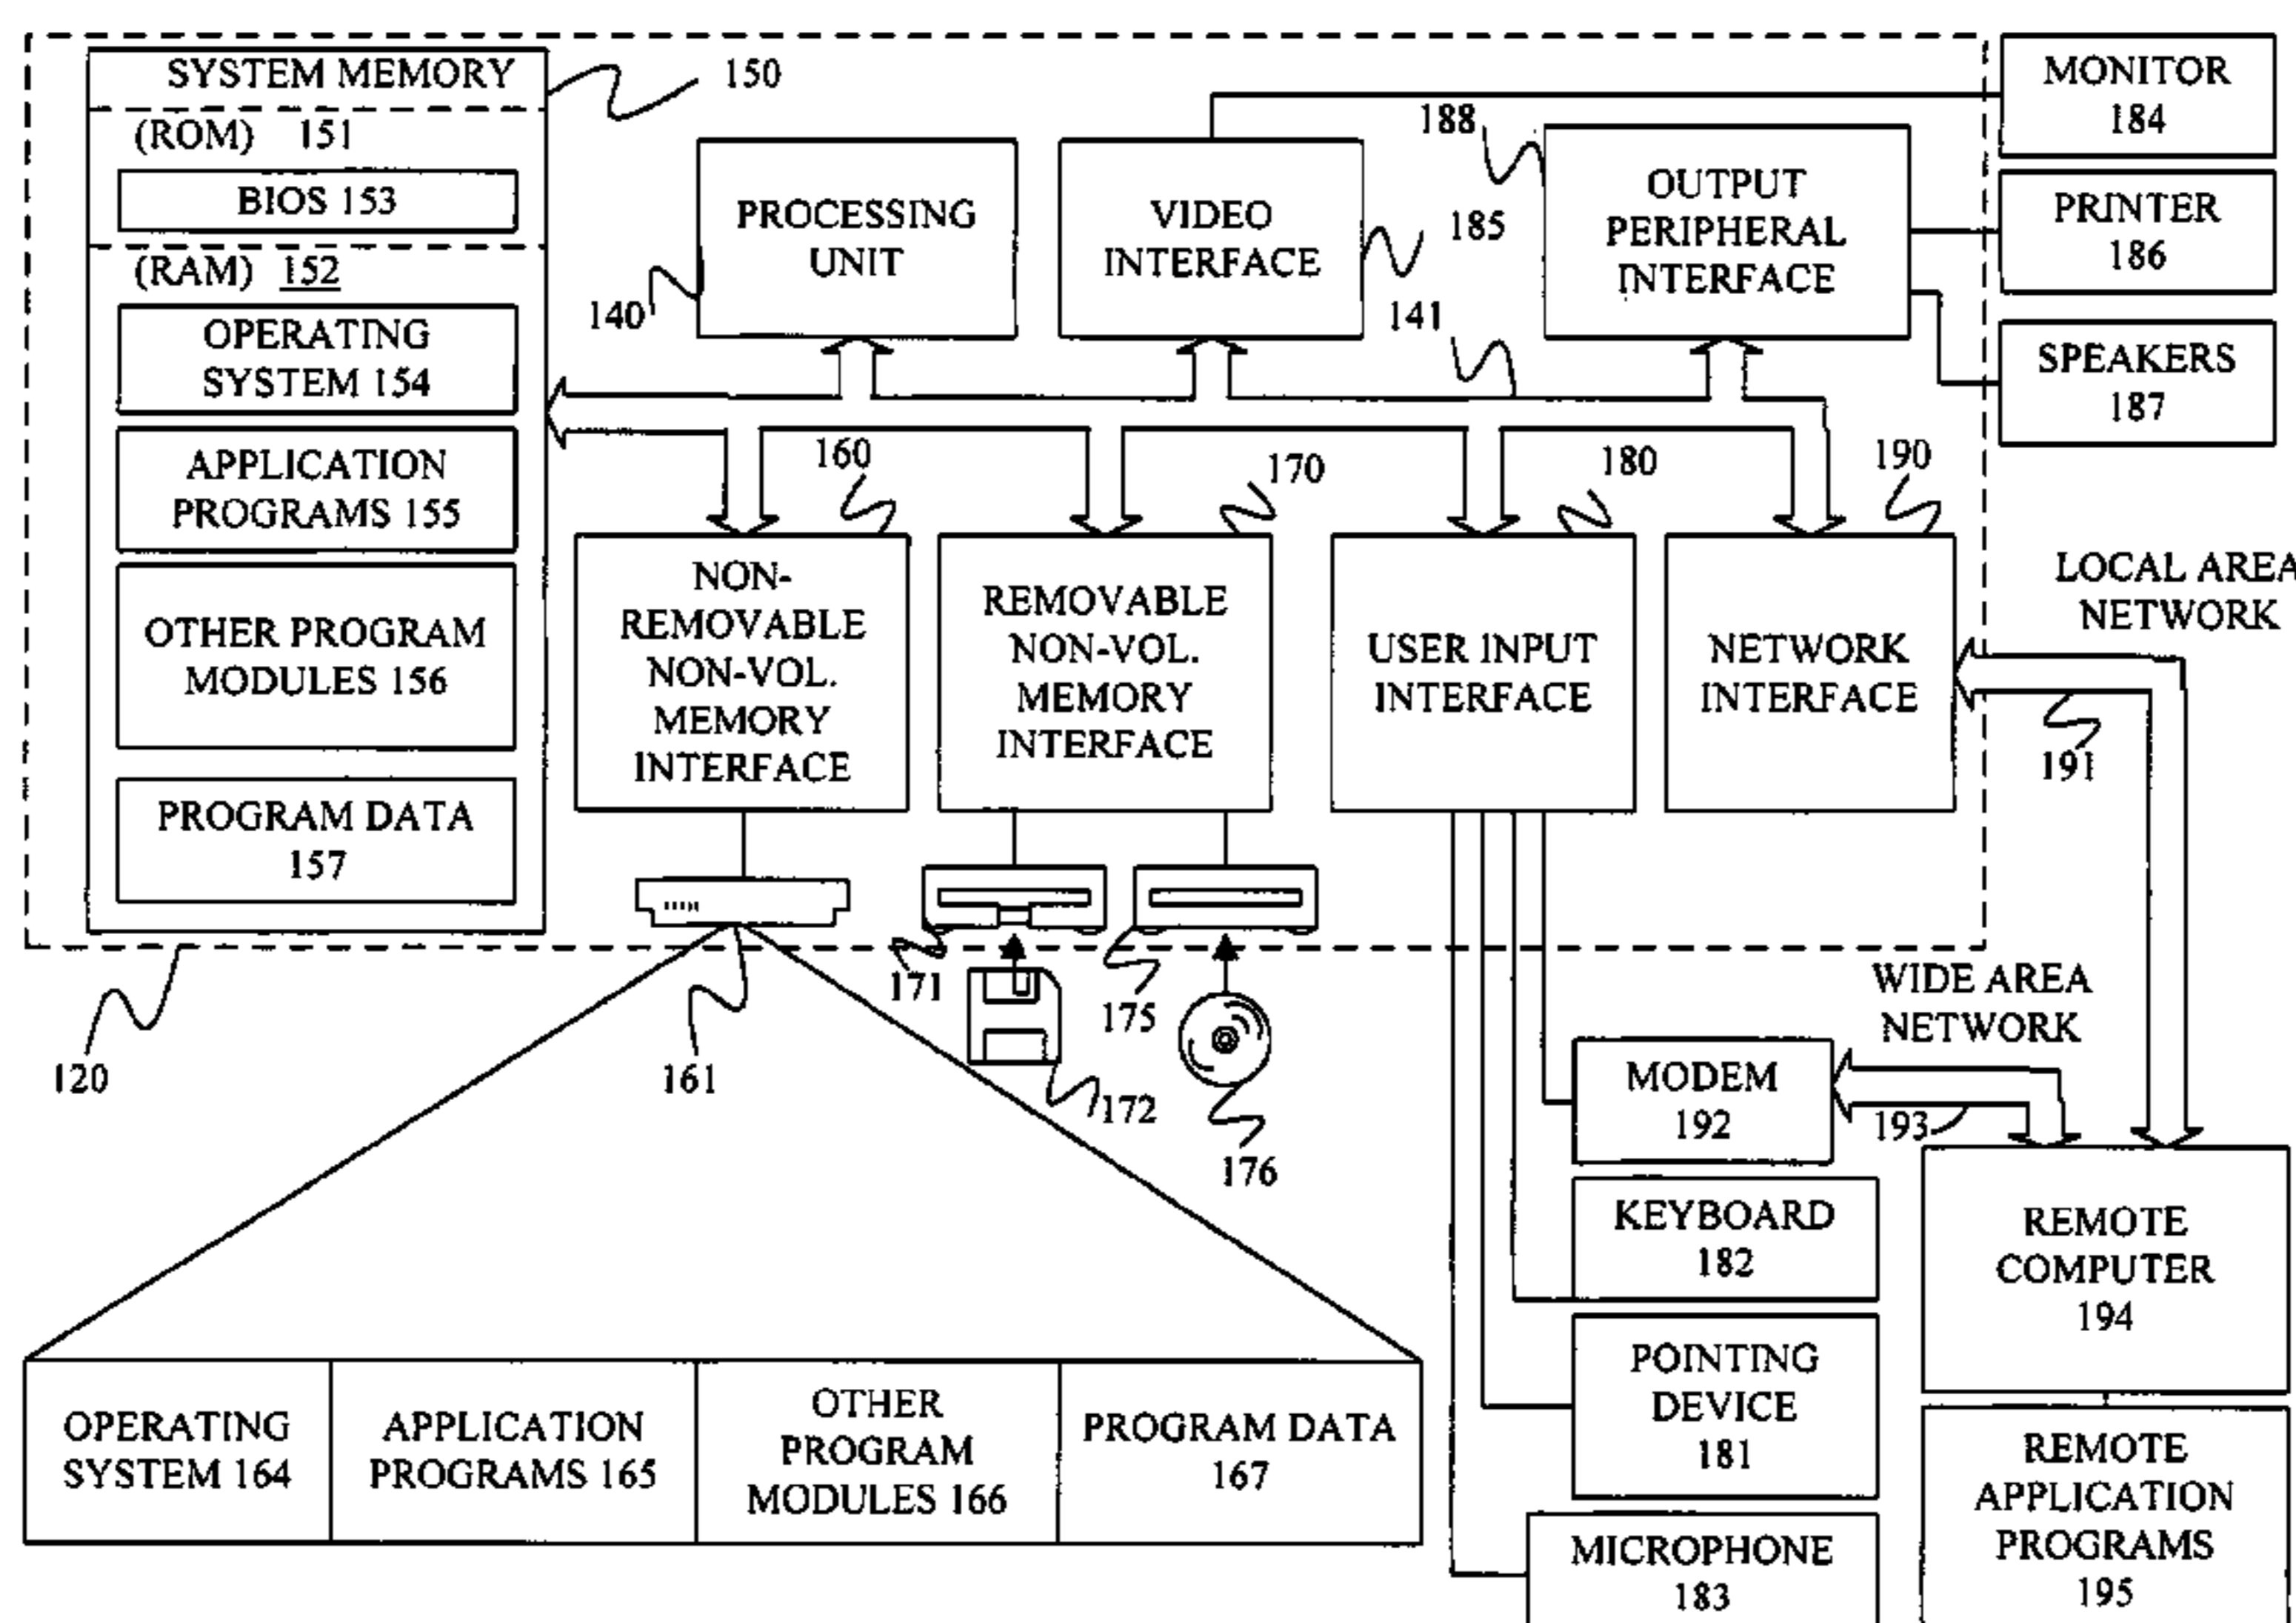 SYSTEM MEMORY
150
(ROM) 151
BIOS 153
(RAM) 152
OPERATING
SYSTEM 154
APPLICATION
PROGRAMS 155
OTHER PROGRAM
MODULES 156
PROGRAM DATA
157
120
PROCESSING
UNIT
140
VIDEO
INTERFACE
185
188
OUTPUT
PERIPHERAL
INTERFACE
141
MONITOR
184
PRINTER
186
SPEAKERS
187
160
NON-
REMOVABLE
NON-VOL.
MEMORY
INTERFACE
170
REMOVABLE
NON-VOL.
MEMORY
INTERFACE
180
USER INPUT
INTERFACE
190
NETWORK
INTERFACE
LOCAL AREA
NETWORK
191
161
171
172
175
176
WIDE AREA
NETWORK
MODEM
192
193
KEYBOARD
182
POINTING
DEVICE
181
MICROPHONE
183
REMOTE
COMPUTER
194
REMOTE
APPLICATION
PROGRAMS
195
OPERATING
SYSTEM 164
APPLICATION
PROGRAMS 165
OTHER
PROGRAM
MODULES 166
PROGRAM DATA
167